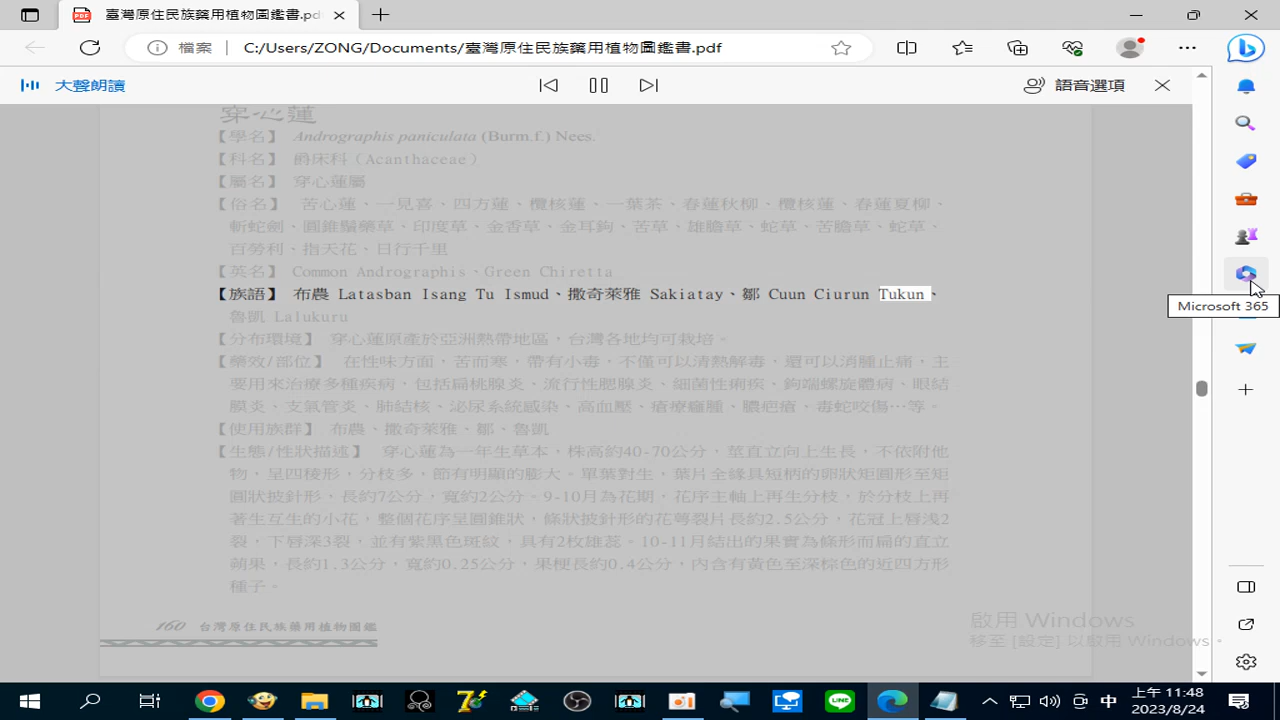 臺灣原住民族藥用植物圖鑑書.pdf
檔案
C:/Users/ZONG/Documents/臺灣原住民族藥用植物圖鑑書.pdf
大聲朗讀
語音選項
穿心蓮
【學名】 Andrographis paniculata (Burm.f.) Nees.
【科名】 爵床科（Acanthaceae）
【屬名】 穿心蓮屬
【俗名】 苦心蓮、一見喜、四方蓮、欖核蓮、一葉茶、春蓮秋柳、欖核蓮、春蓮夏柳、
斬蛇劍、圓錐鬚藥草、印度草、金香草、金耳鉤、苦草、雄膽草、蛇草、苦膽草、蛇草、
百勞利、指天花、日行千里
【英名】 Common Andrographis、Green Chiretta
【族語】 布農 Latasban Isang Tu Ismud、撒奇萊雅 Sakiatay、鄒 Cuun Ciurun Tukun、
魯凱 Lalukuru
【分布環境】 穿心蓮原產於亞洲熱帶地區，台灣各地均可栽培。
【藥效/部位】 在性味方面，苦而寒，帶有小毒，不僅可以清熱解毒，還可以消腫止痛，主
要用來治療多種疾病，包括扁桃腺炎、流行性腮腺炎、細菌性痢疾、鉤端螺旋體病、眼結
膜炎、支氣管炎、肺結核、泌尿系統感染、高血壓、瘡療癰腫、膿皰瘡、毒蛇咬傷…等。
【使用族群】 布農、撒奇萊雅、鄒、魯凱
【生態/性狀描述】 穿心蓮為一年生草本，株高約40-70公分，莖直立向上生長，不依附他
物，呈四稜形，分枝多，節有明顯的膨大。單葉對生，葉片全緣具短柄的卵狀矩圓形至矩
圓狀披針形，長約7公分，寬約2公分。9-10月為花期，花序主軸上再生分枝，於分枝上再
著生互生的小花，整個花序呈圓錐狀，條狀披針形的花萼裂片長約2.5公分，花冠上唇淺2
裂，下唇深3裂，並有紫黑色斑紋，具有2枚雄蕊。10-11月結出的果實為條形而扁的直立
蒴果，長約1.3公分，寬約0.25公分，果梗長約0.4公分，內含有黃色至深棕色的近四方形
種子。
160 台灣原住民族藥用植物圖鑑
Microsoft 365
啟用 Windows
移至 [設定] 以啟用 Windows。
LINE
中
上午 11:48
2023/8/24